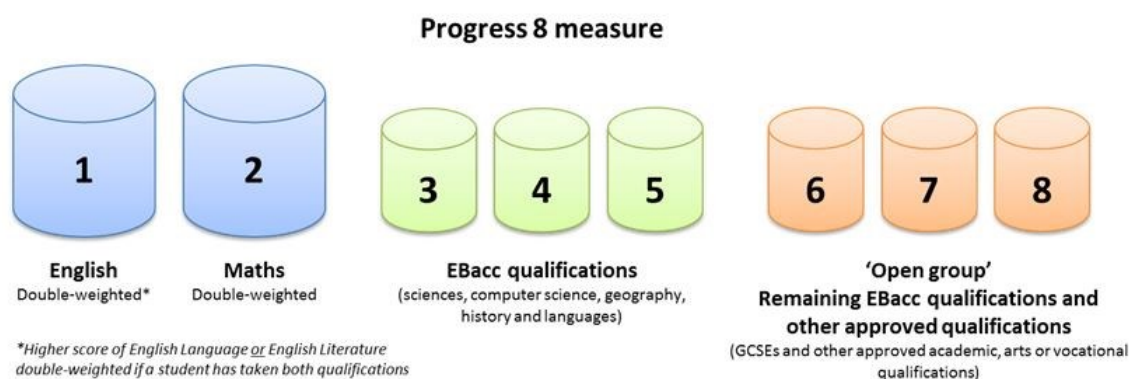 Progress 8 measure
1
2
3
4
5
6
7
8
English
Double-weighted*
Maths
Double-weighted
EBacc qualifications
(sciences, computer science, geography,
history and languages)
‘Open group’
Remaining EBacc qualifications and
other approved qualifications
(GCSEs and other approved academic, arts or vocational
qualifications)
*Higher score of English Language or English Literature
double-weighted if a student has taken both qualifications